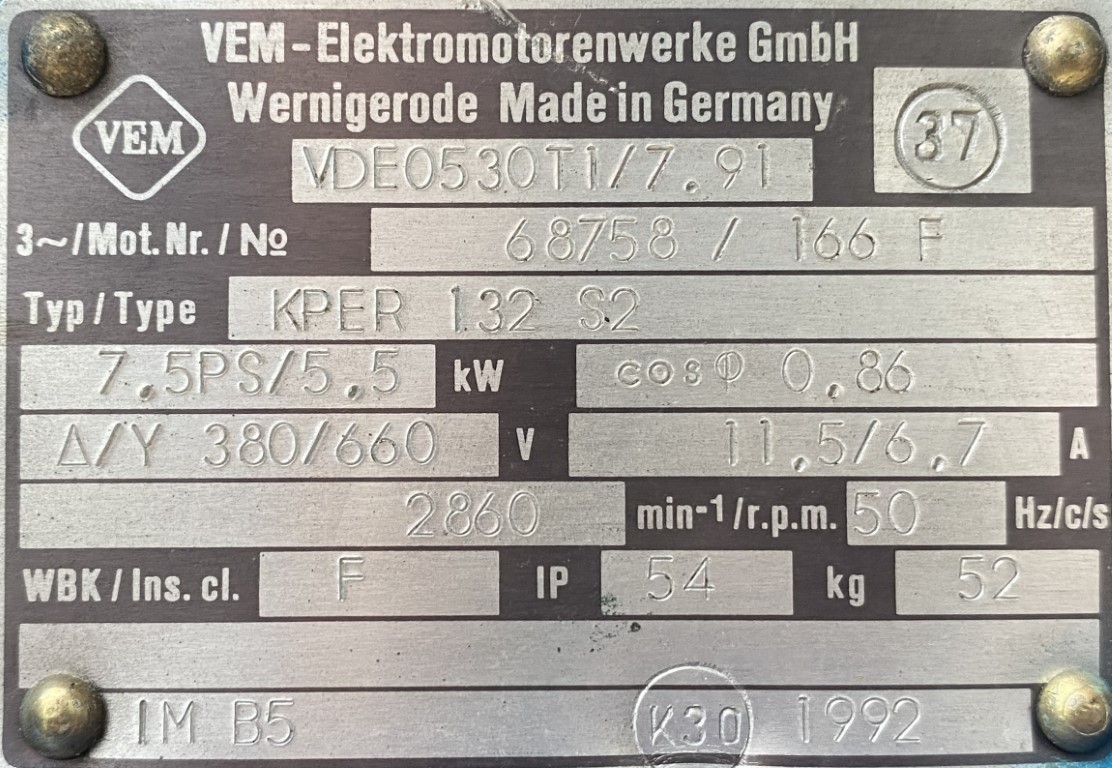 VEM-Elektromotorenwerke GmbH
Wernigerode Made in Germany
VEM
37
VDE0530T1/7.91
3~/Mot.Nr./№ 68758 / 166 F
Typ/Type KPER 132 S2
7,5PS/5,5 kW cosφ 0,86
Δ/Y 380/660 V 11,5/6,7 A
2860 min-1/r.p.m. 50 Hz/c/s
WBK/Ins. cl. F IP 54 kg 52
IM B5 K30 1992